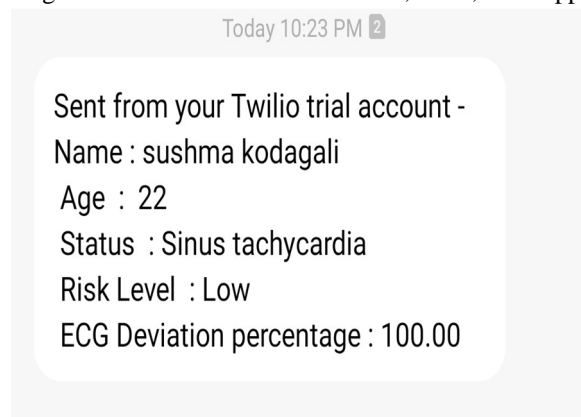 Today 10:23 PM 2
Sent from your Twilio trial account -
Name : sushma kodagali
Age : 22
Status : Sinus tachycardia
Risk Level : Low
ECG Deviation percentage : 100.00